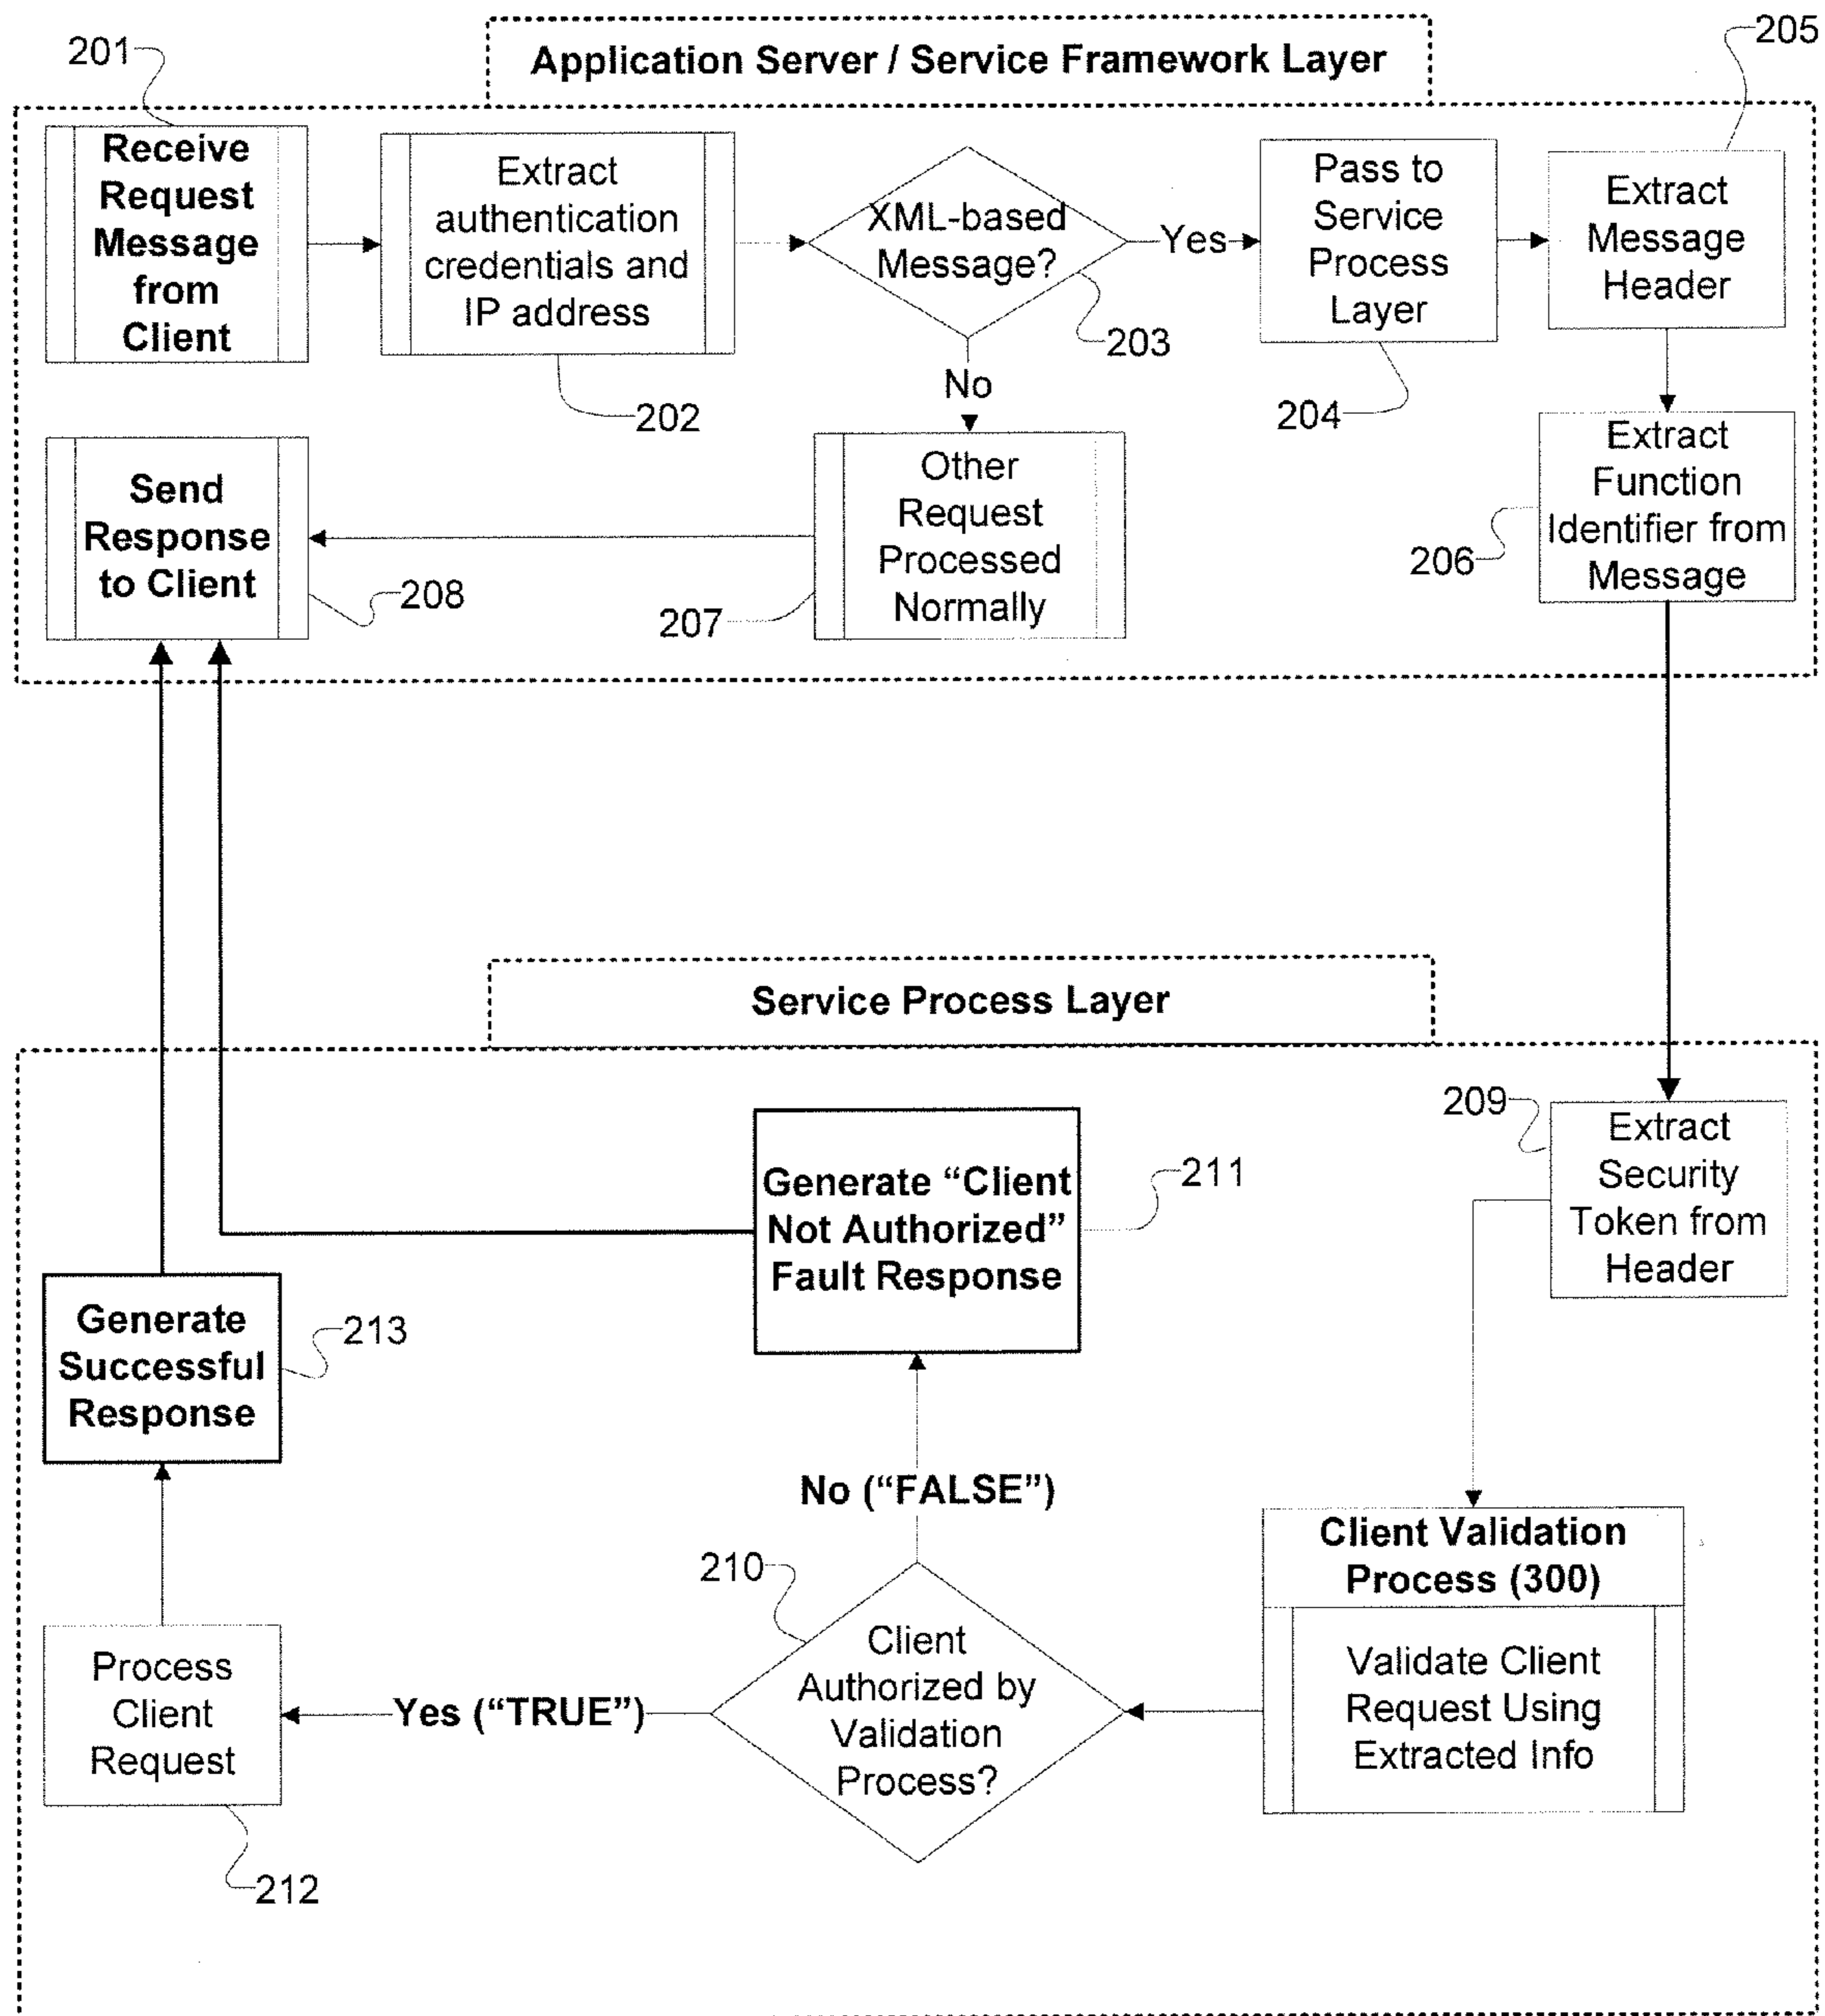 201
Application Server / Service Framework Layer
205
Receive
Request
Message
from
Client
Extract
authentication
credentials and
IP address
XML-based
Message?
Yes
Pass to
Service
Process
Layer
Extract
Message
Header
203
No
202
204
Send
Response
to Client
208
Other
Request
Processed
Normally
207
Extract
Function
Identifier from
Message
206
Service Process Layer
209
Extract
Security
Token from
Header
Generate “Client
Not Authorized”
Fault Response
211
Generate
Successful
Response
213
No (“FALSE”)
210
Client Validation
Process (300)
Validate Client
Request Using
Extracted Info
Client
Authorized by
Validation
Process?
Yes (“TRUE”)
Process
Client
Request
212